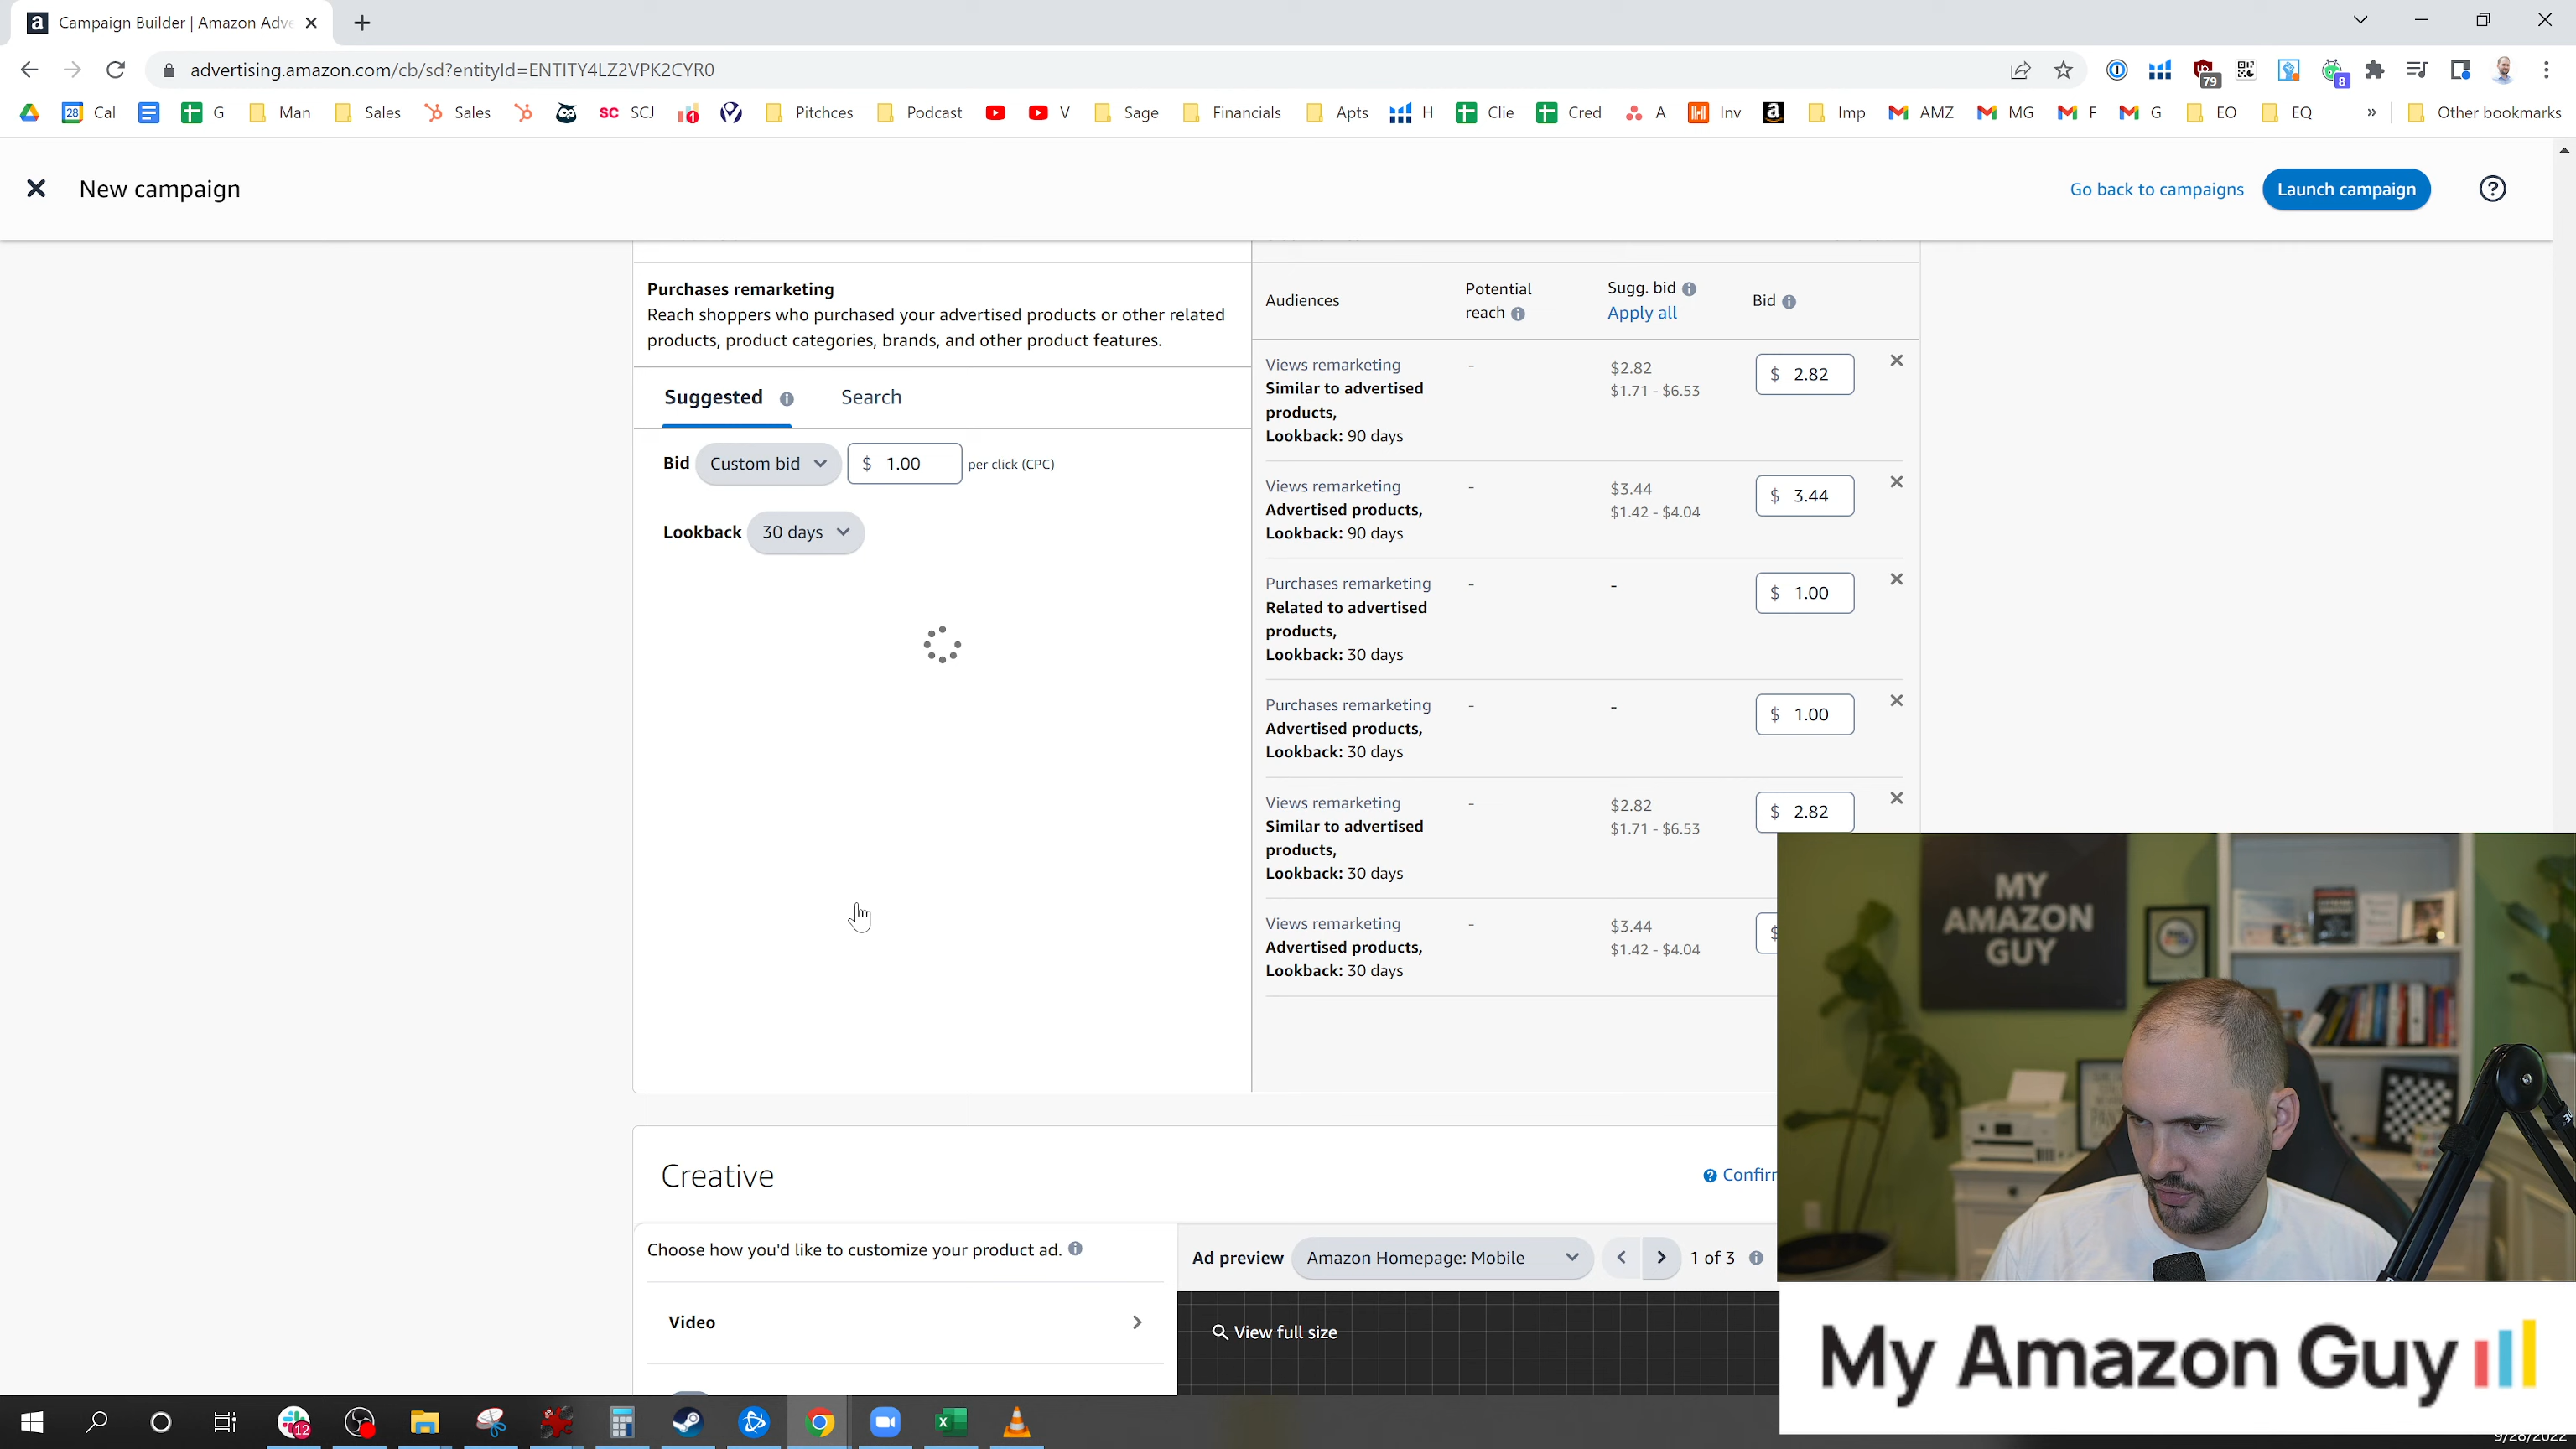 Campaign Builder | Amazon Adve
advertising.amazon.com/cb/sd?entityId=ENTITY4LZ2VPK2CYR0
79
8
28 Cal
G
Man
Sales
Sales
SC SCJ
1
Pitchces
Podcast
V
Sage
Financials
Apts
H
Clie
Cred
A
Inv
Imp
AMZ
MG
F
G
EO
EQ
»
Other bookmarks
New campaign
Go back to campaigns
Launch campaign
Purchases remarketing
Reach shoppers who purchased your advertised products or other related
products, product categories, brands, and other product features.
Suggested
Search
Bid
Custom bid
$ 1.00
per click (CPC)
Lookback
30 days
Audiences
Potential
reach
Sugg. bid
Apply all
Bid
Views remarketing
Similar to advertised
products,
Lookback: 90 days
-
$2.82
$1.71 - $6.53
$ 2.82
Views remarketing
Advertised products,
Lookback: 90 days
-
$3.44
$1.42 - $4.04
$ 3.44
Purchases remarketing
Related to advertised
products,
Lookback: 30 days
-
-
$ 1.00
Purchases remarketing
Advertised products,
Lookback: 30 days
-
-
$ 1.00
Views remarketing
Similar to advertised
products,
Lookback: 30 days
-
$2.82
$1.71 - $6.53
$ 2.82
Views remarketing
Advertised products,
Lookback: 30 days
-
$3.44
$1.42 - $4.04
$
Creative
Confirm
Choose how you'd like to customize your product ad.
Video
Ad preview
Amazon Homepage: Mobile
1 of 3
View full size
MY
AMAZON
GUY
My Amazon Guy
12
9/28/2022